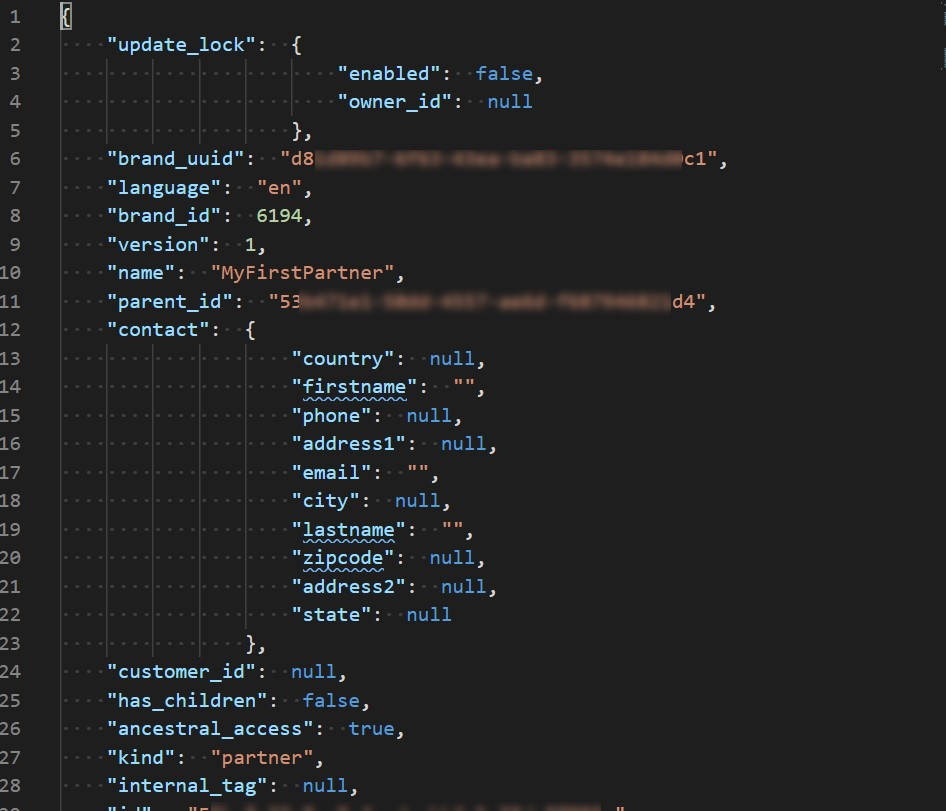 1 {
2 "update_lock": {
3 "enabled": false,
4 "owner_id": null
5 },
6 "brand_uuid": "d8 c1",
7 "language": "en",
8 "brand_id": 6194,
9 "version": 1,
10 "name": "MyFirstPartner",
11 "parent_id": "53 d4",
12 "contact": {
13 "country": null,
14 "firstname": "",
15 "phone": null,
16 "address1": null,
17 "email": "",
18 "city": null,
19 "lastname": "",
20 "zipcode": null,
21 "address2": null,
22 "state": null
23 },
24 "customer_id": null,
25 "has_children": false,
26 "ancestral_access": true,
27 "kind": "partner",
28 "internal_tag": null,